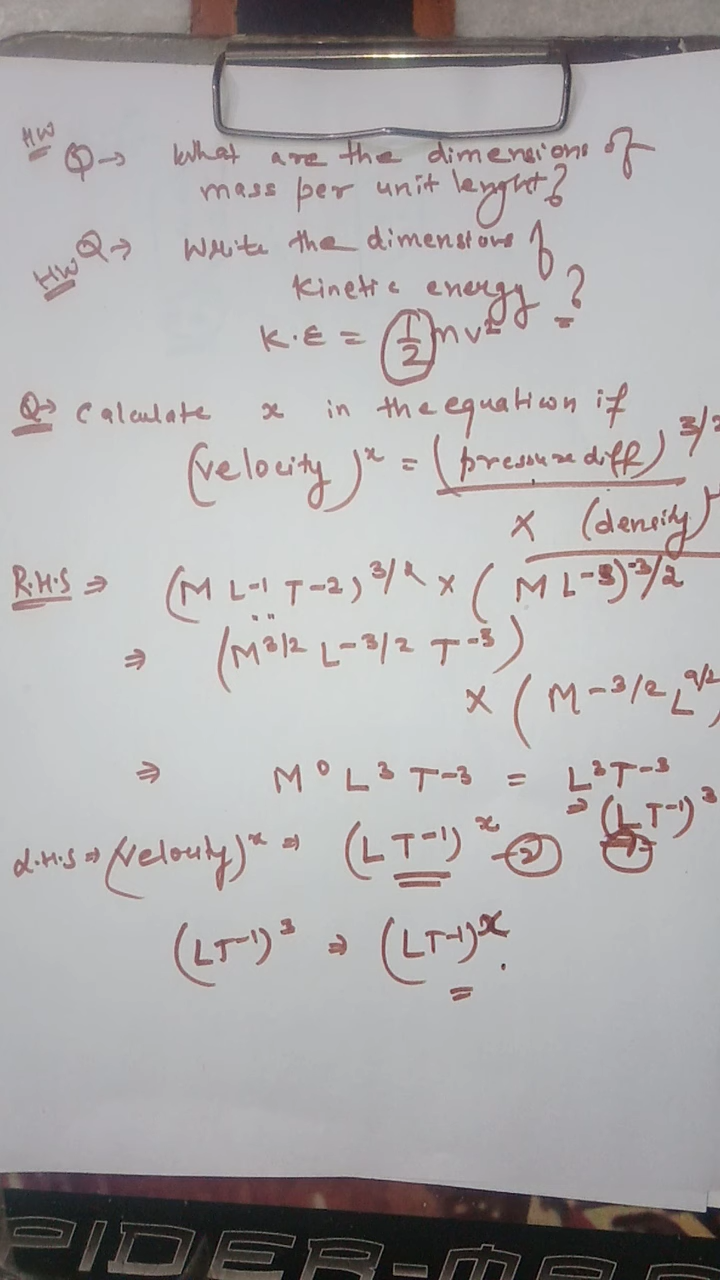 HW
Q→ What are the dimensions of
mass per unit lenght?
HW Q→ Write the dimensions of
Kinetic energy ?
K.E = (1/2) mv²
Q→ Calculate x in the equation if
(velocity)ˣ = (pressure diff)^3/2
× (density)
R.H.S ⇒ (M L⁻¹ T⁻²)^3/2 × (M L⁻³)^-3/2
⇒ (M^3/2 L^-3/2 T⁻³)
× (M^-3/2 L^9/2)
⇒ M⁰ L³ T⁻³ = L³T⁻³
⇒ (LT⁻¹)³
L.H.S ⇒ (velocity)ˣ ⇒ (LT⁻¹)ˣ —②
(LT⁻¹)³ ⇒ (LT⁻¹)ˣ.
PIDER-MA